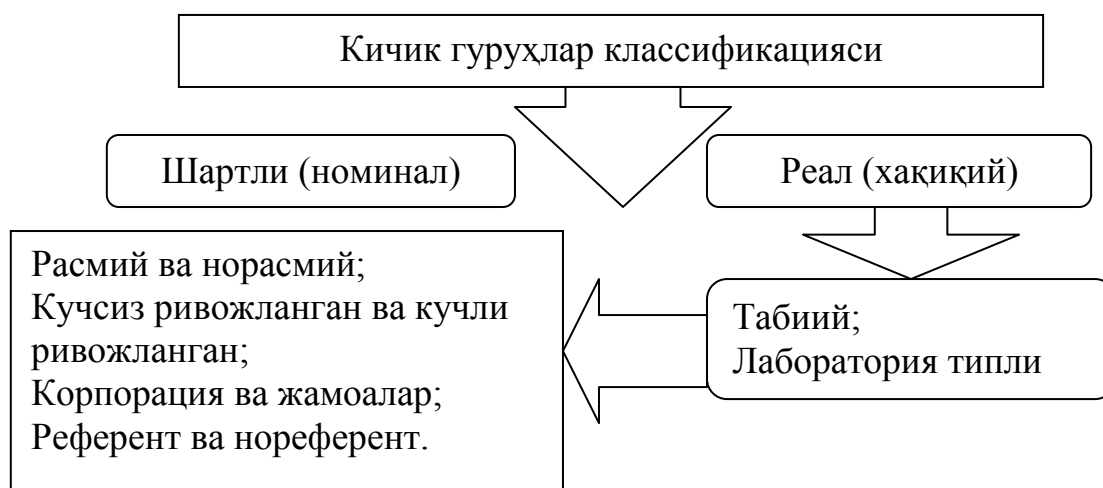 Кичик гуруҳлар классификацияси
Шартли (номинал)
Реал (хақиқий)
Расмий ва норасмий;
Кучсиз ривожланган ва кучли
ривожланган;
Корпорация ва жамоалар;
Референт ва нореферент.
Табиий;
Лаборатория типли